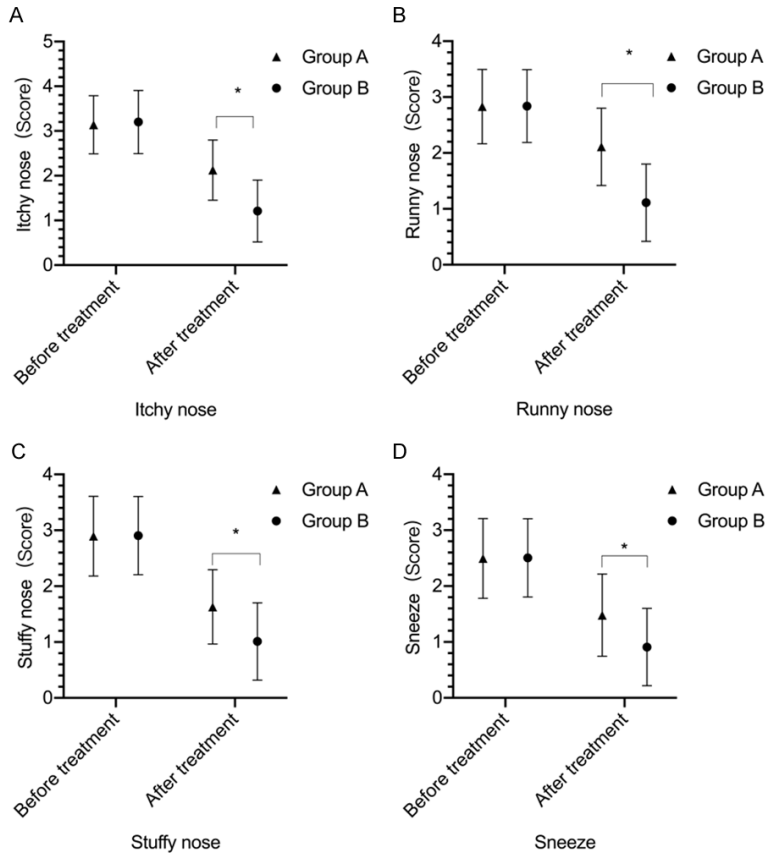 A
Itchy nose (Score)
5
4
3
2
1
0
Group A
Group B
*
Before treatment
After treatment
Itchy nose
B
Runny nose (Score)
4
3
2
1
0
Group A
Group B
*
Before treatment
After treatment
Runny nose
C
Stuffy nose (Score)
4
3
2
1
0
Group A
Group B
*
Before treatment
After treatment
Stuffy nose
D
Sneeze (Score)
4
3
2
1
0
Group A
Group B
*
Before treatment
After treatment
Sneeze